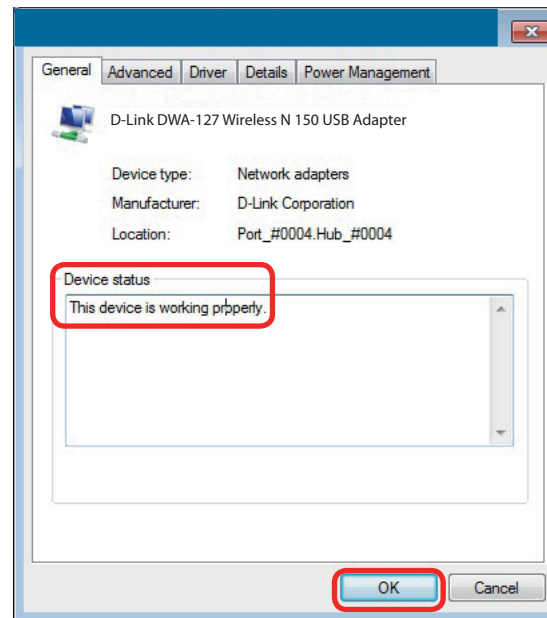 General Advanced Driver Details Power Management
D-Link DWA-127 Wireless N 150 USB Adapter
Device type: Network adapters
Manufacturer: D-Link Corporation
Location: Port_#0004.Hub_#0004
Device status
This device is working properly.
OK Cancel